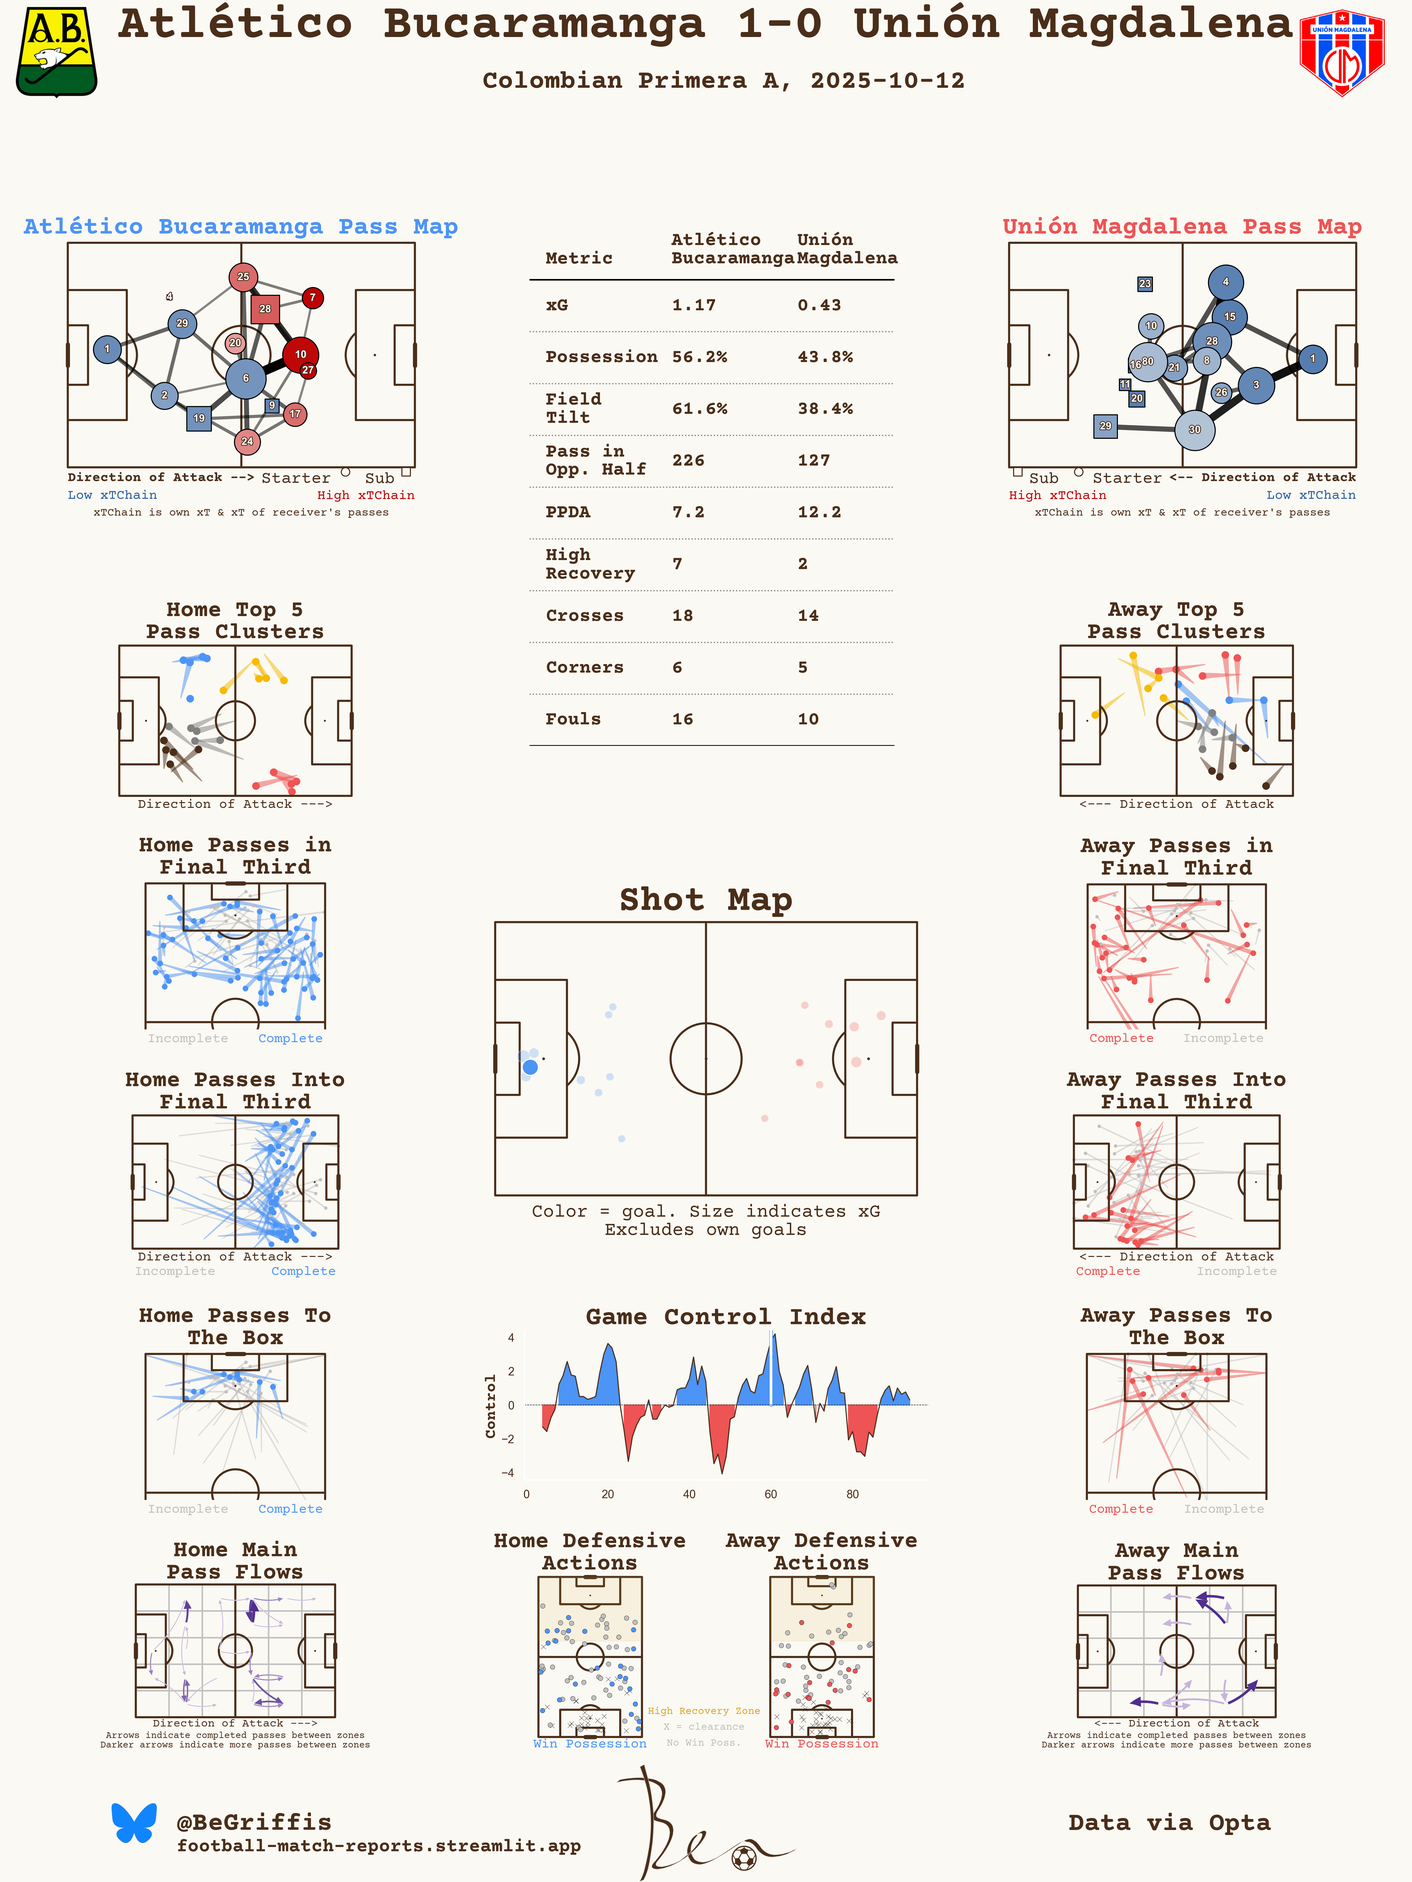 Atlético Bucaramanga 1-0 Unión Magdalena
Colombian Primera A, 2025-10-12
A.B.
UNIÓN MAGDALENA
Atlético Bucaramanga Pass Map
25
7
4
28
29
20
1
10
27
6
2
9
19
17
24
Direction of Attack --> Starter Sub
Low xTChain High xTChain
xTChain is own xT & xT of receiver's passes
Metric Atlético Bucaramanga Unión Magdalena
xG 1.17 0.43
Possession 56.2% 43.8%
Field Tilt 61.6% 38.4%
Pass in Opp. Half 226 127
PPDA 7.2 12.2
High Recovery 7 2
Crosses 18 14
Corners 6 5
Fouls 16 10
Unión Magdalena Pass Map
23
4
15
10
28
16
80
21
8
1
11
3
20
26
29
30
Sub Starter <-- Direction of Attack
High xTChain Low xTChain
xTChain is own xT & xT of receiver's passes
Home Top 5
Pass Clusters
Direction of Attack --->
Away Top 5
Pass Clusters
<--- Direction of Attack
Home Passes in
Final Third
Incomplete Complete
Away Passes in
Final Third
Complete Incomplete
Shot Map
Color = goal. Size indicates xG
Excludes own goals
Home Passes Into
Final Third
Direction of Attack --->
Incomplete Complete
Away Passes Into
Final Third
<--- Direction of Attack
Complete Incomplete
Home Passes To
The Box
Incomplete Complete
Game Control Index
Control
4
2
0
−2
−4
0 20 40 60 80
Away Passes To
The Box
Complete Incomplete
Home Main
Pass Flows
Direction of Attack --->
Arrows indicate completed passes between zones
Darker arrows indicate more passes between zones
Home Defensive
Actions
Win Possession
Away Defensive
Actions
Win Possession
High Recovery Zone
X = clearance
No Win Poss.
Away Main
Pass Flows
<--- Direction of Attack
Arrows indicate completed passes between zones
Darker arrows indicate more passes between zones
@BeGriffis
football-match-reports.streamlit.app
Ben
Data via Opta